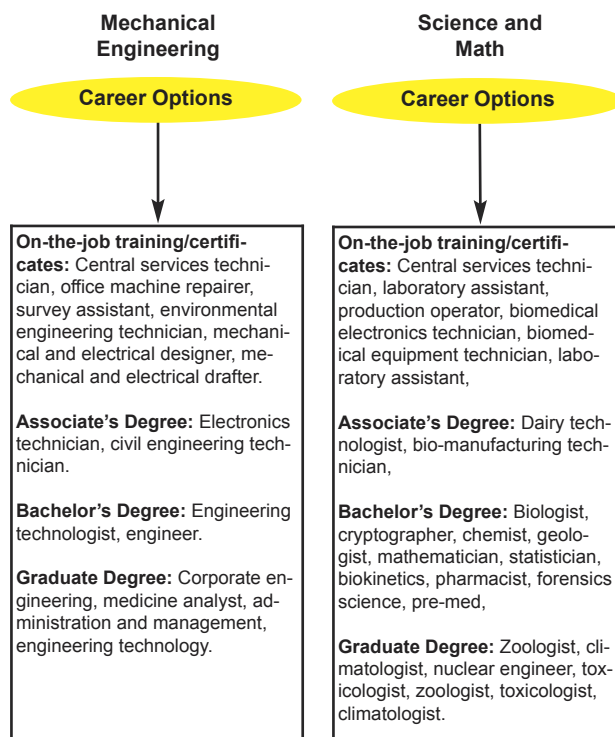 Mechanical
Engineering
Career Options
On-the-job training/certifi-
cates: Central services techni-
cian, office machine repairer,
survey assistant, environmental
engineering technician, mechani-
cal and electrical designer, me-
chanical and electrical drafter.
Associate's Degree: Electronics
technician, civil engineering tech-
nician.
Bachelor's Degree: Engineering
technologist, engineer.
Graduate Degree: Corporate en-
gineering, medicine analyst, ad-
ministration and management,
engineering technology.
Science and
Math
Career Options
On-the-job training/certifi-
cates: Central services techni-
cian, laboratory assistant,
production operator, biomedical
electronics technician, biomed-
ical equipment technician, labo-
ratory assistant,
Associate's Degree: Dairy tech-
nologist, bio-manufacturing tech-
nician,
Bachelor's Degree: Biologist,
cryptographer, chemist, geolo-
gist, mathematician, statistician,
biokinetics, pharmacist, forensics
science, pre-med,
Graduate Degree: Zoologist, cli-
matologist, nuclear engineer, tox-
icologist, zoologist, toxicologist,
climatologist.